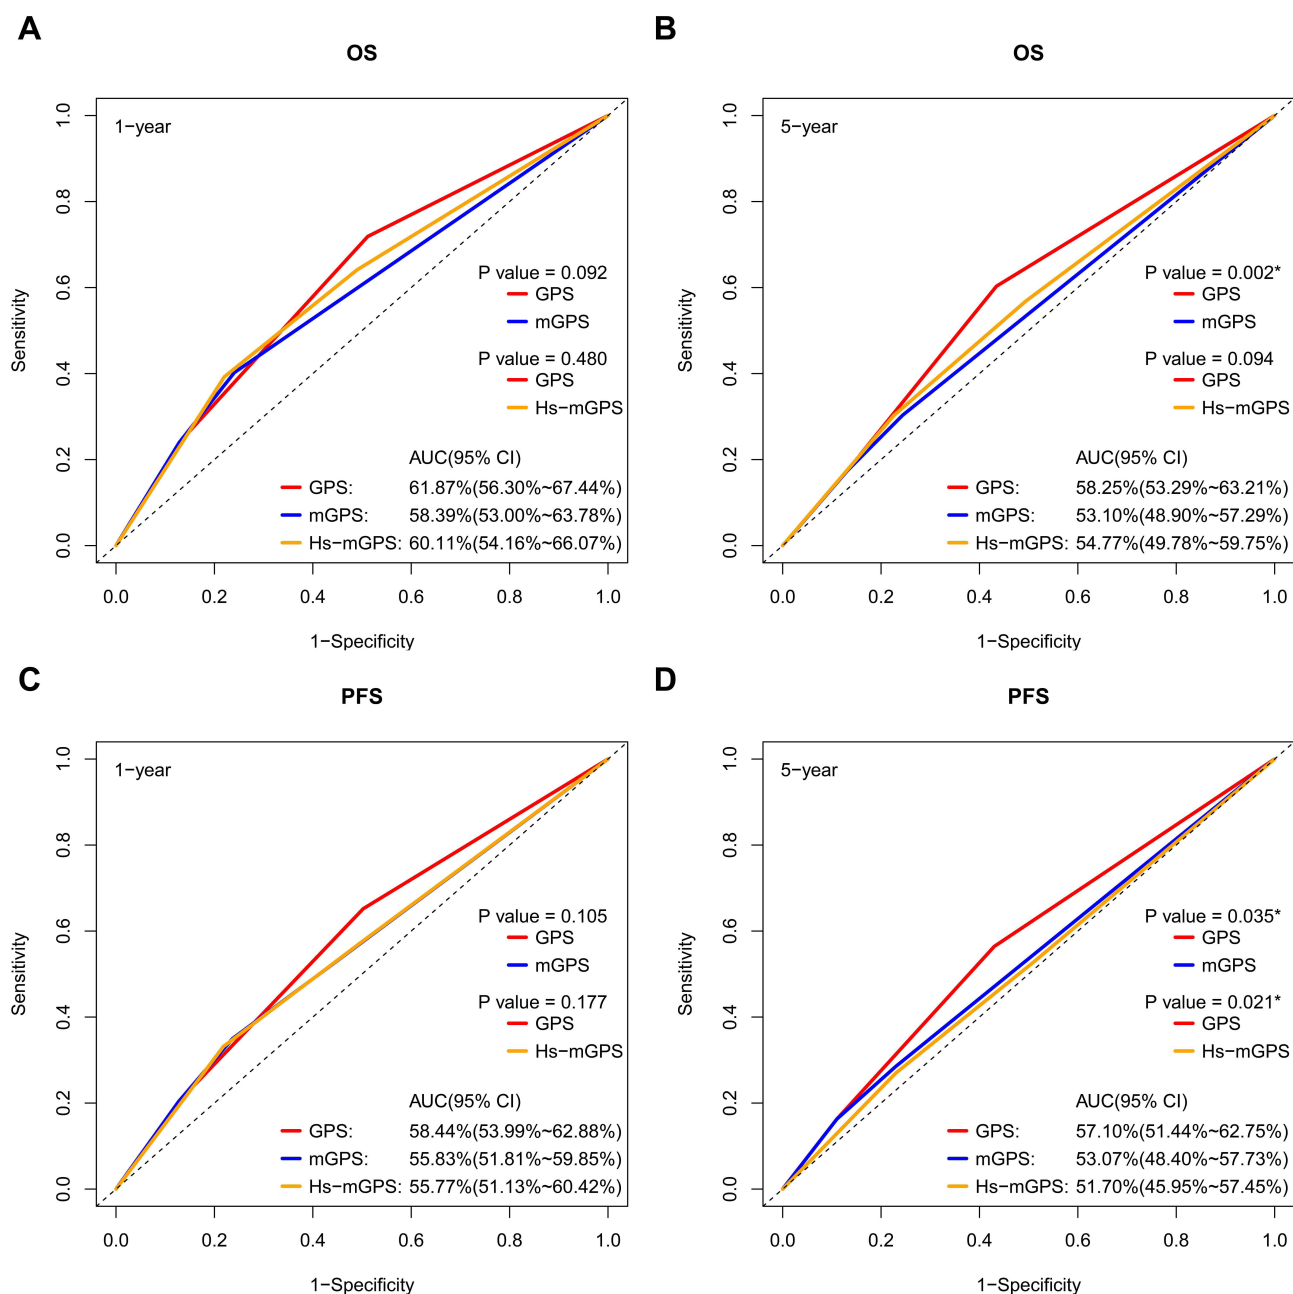 A
OS
1.0
0.8
0.6
0.4
0.2
0.0
Sensitivity
1−year
P value = 0.092
GPS
mGPS
P value = 0.480
GPS
Hs−mGPS
AUC(95% CI)
GPS: 61.87%(56.30%~67.44%)
mGPS: 58.39%(53.00%~63.78%)
Hs−mGPS: 60.11%(54.16%~66.07%)
0.0 0.2 0.4 0.6 0.8 1.0
1−Specificity
B
OS
1.0
0.8
0.6
0.4
0.2
0.0
Sensitivity
5−year
P value = 0.002*
GPS
mGPS
P value = 0.094
GPS
Hs−mGPS
AUC(95% CI)
GPS: 58.25%(53.29%~63.21%)
mGPS: 53.10%(48.90%~57.29%)
Hs−mGPS: 54.77%(49.78%~59.75%)
0.0 0.2 0.4 0.6 0.8 1.0
1−Specificity
C
PFS
1.0
0.8
0.6
0.4
0.2
0.0
Sensitivity
1−year
P value = 0.105
GPS
mGPS
P value = 0.177
GPS
Hs−mGPS
AUC(95% CI)
GPS: 58.44%(53.99%~62.88%)
mGPS: 55.83%(51.81%~59.85%)
Hs−mGPS: 55.77%(51.13%~60.42%)
0.0 0.2 0.4 0.6 0.8 1.0
1−Specificity
D
PFS
1.0
0.8
0.6
0.4
0.2
0.0
Sensitivity
5−year
P value = 0.035*
GPS
mGPS
P value = 0.021*
GPS
Hs−mGPS
AUC(95% CI)
GPS: 57.10%(51.44%~62.75%)
mGPS: 53.07%(48.40%~57.73%)
Hs−mGPS: 51.70%(45.95%~57.45%)
0.0 0.2 0.4 0.6 0.8 1.0
1−Specificity